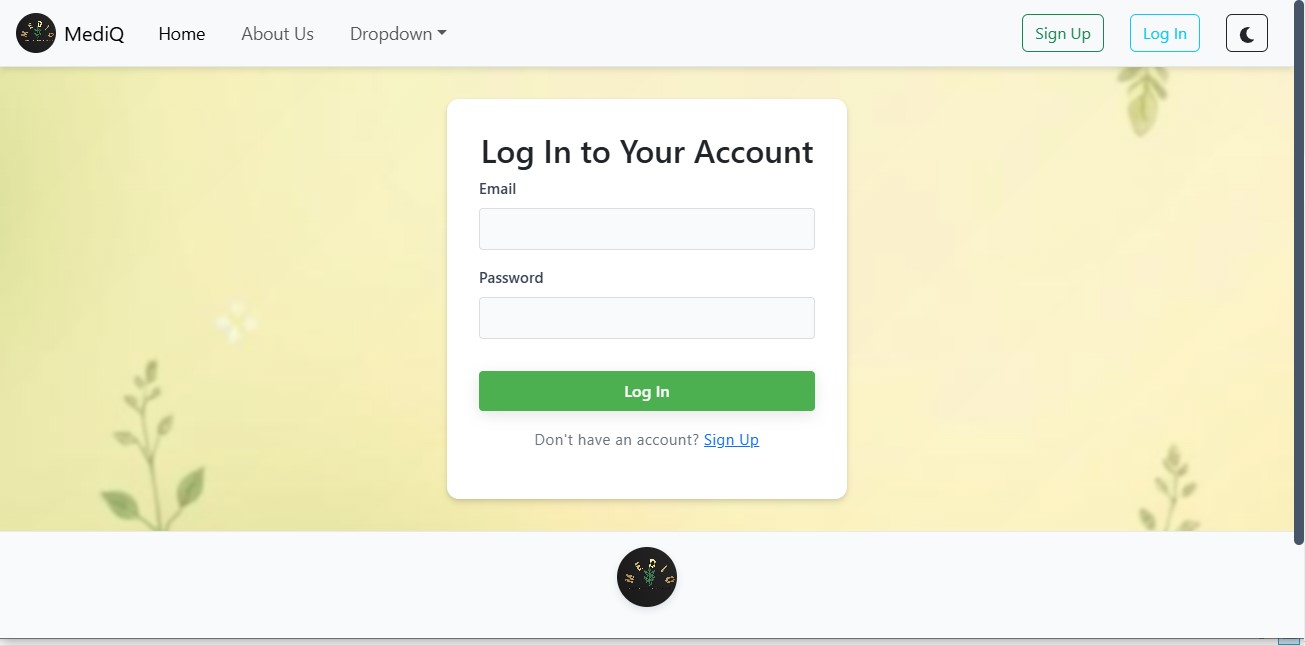 MediQ Home About Us Dropdown Sign Up Log In
Log In to Your Account
Email
Password
Log In
Don't have an account? Sign Up
MEDIQ